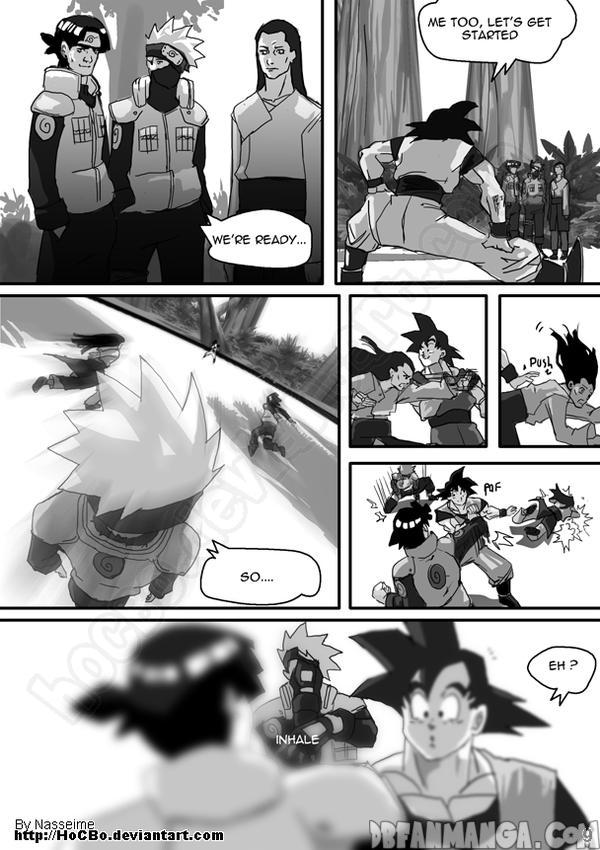 WE'RE READY...
ME TOO, LET'S GET
STARTED
SO....
PUSH
POF
EH ?
INHALE
By Nasseime
http://HoCBo.deviantart.com
DBFANMANGA.COM